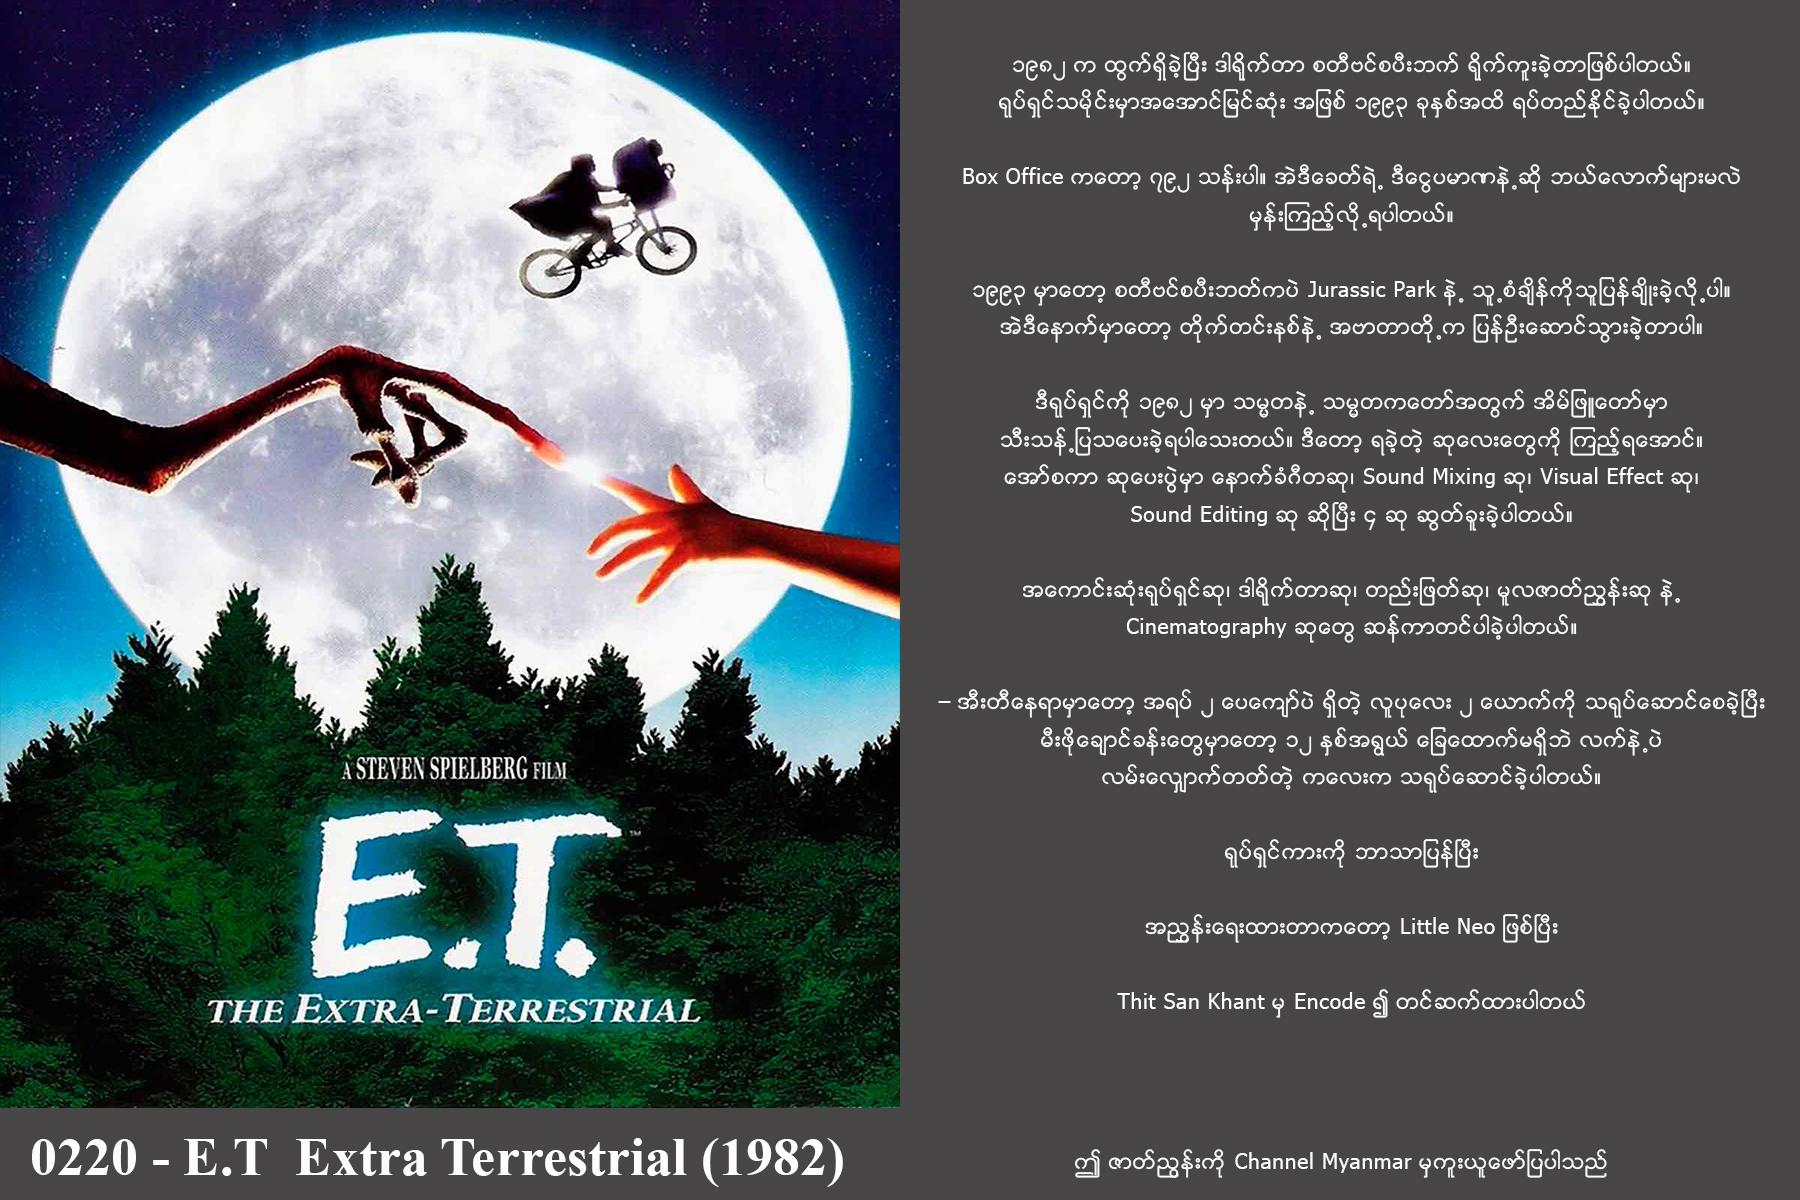 A STEVEN SPIELBERG FILM
E.T.
™
THE EXTRA-TERRESTRIAL
0220 - E.T Extra Terrestrial (1982)
၁၉၈၂ က ထွက်ရှိခဲ့ပြီး ဒါရိုက်တာ စတီဗင်စပီးဘက် ရိုက်ကူးခဲ့တာဖြစ်ပါတယ်။
ရုပ်ရှင်သမိုင်းမှာအအောင်မြင်ဆုံး အဖြစ် ၁၉၉၃ ခုနှစ်အထိ ရပ်တည်နိုင်ခဲ့ပါတယ်။
Box Office ကတော့ ၇၉၂ သန်းပါ။ အဲဒီခေတ်ရဲ့ ဒီငွေပမာဏနဲ့ဆို ဘယ်လောက်များမလဲ
မှန်းကြည့်လို့ရပါတယ်။
၁၉၉၃ မှာတော့ စတီဗင်စပီးဘတ်ကပဲ Jurassic Park နဲ့ သူ့စံချိန်ကိုသူပြန်ချိုးခဲ့လို့ပါ။
အဲဒီနောက်မှာတော့ တိုက်တင်းနစ်နဲ့ အဗာတာတို့က ပြန်ဦးဆောင်သွားခဲ့တာပါ။
ဒီရုပ်ရှင်ကို ၁၉၈၂ မှာ သမ္မတနဲ့ သမ္မတကတော်အတွက် အိမ်ဖြူတော်မှာ
သီးသန့်ပြသပေးခဲ့ရပါသေးတယ်။ ဒီတော့ ရခဲ့တဲ့ ဆုလေးတွေကို ကြည့်ရအောင်။
အော်စကာ ဆုပေးပွဲမှာ နောက်ခံဂီတဆု၊ Sound Mixing ဆု၊ Visual Effect ဆု၊
Sound Editing ဆု ဆိုပြီး ၄ ဆု ဆွတ်ခူးခဲ့ပါတယ်။
အကောင်းဆုံးရုပ်ရှင်ဆု၊ ဒါရိုက်တာဆု၊ တည်းဖြတ်ဆု၊ မူလဇာတ်ညွှန်းဆု နဲ့
Cinematography ဆုတွေ ဆန်ကာတင်ပါခဲ့ပါတယ်။
– အီးတီနေရာမှာတော့ အရပ် ၂ ပေကျော်ပဲ ရှိတဲ့ လူပုလေး ၂ ယောက်ကို သရုပ်ဆောင်စေခဲ့ပြီး
မီးဖိုချောင်ခန်းတွေမှာတော့ ၁၂ နှစ်အရွယ် ခြေထောက်မရှိဘဲ လက်နဲ့ပဲ
လမ်းလျှောက်တတ်တဲ့ ကလေးက သရုပ်ဆောင်ခဲ့ပါတယ်။
ရုပ်ရှင်ကားကို ဘာသာပြန်ပြီး
အညွှန်းရေးထားတာကတော့ Little Neo ဖြစ်ပြီး
Thit San Khant မှ Encode ၍ တင်ဆက်ထားပါတယ်
ဤ ဇာတ်ညွှန်းကို Channel Myanmar မှကူးယူဖော်ပြပါသည်